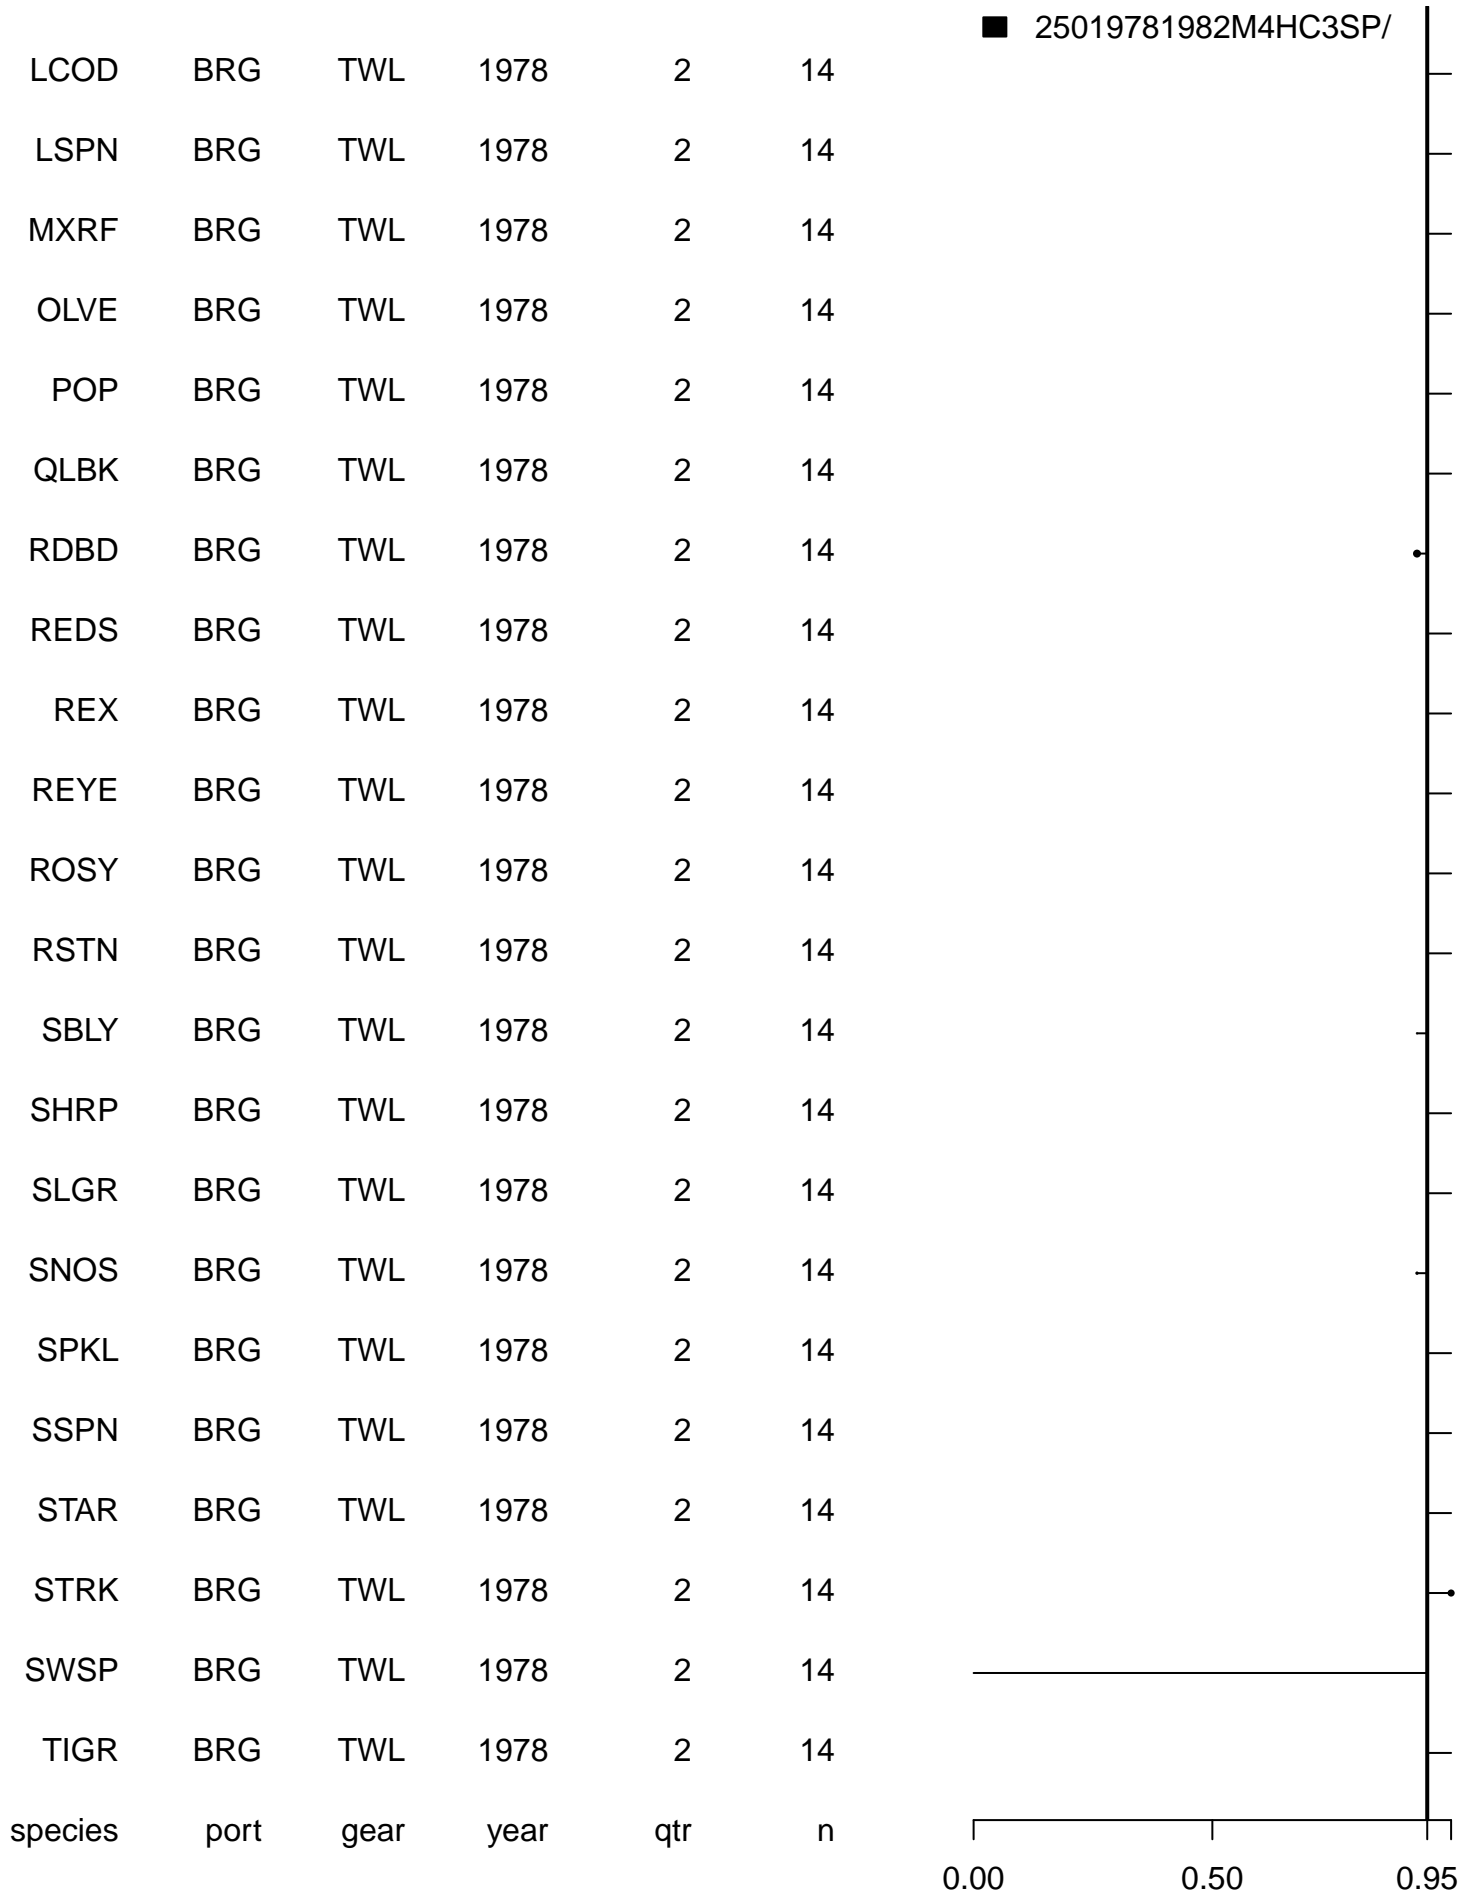 25019781982M4HC3SP/
LCOD BRG TWL 1978 2 14
LSPN BRG TWL 1978 2 14
MXRF BRG TWL 1978 2 14
OLVE BRG TWL 1978 2 14
POP BRG TWL 1978 2 14
QLBK BRG TWL 1978 2 14
RDBD BRG TWL 1978 2 14
REDS BRG TWL 1978 2 14
REX BRG TWL 1978 2 14
REYE BRG TWL 1978 2 14
ROSY BRG TWL 1978 2 14
RSTN BRG TWL 1978 2 14
SBLY BRG TWL 1978 2 14
SHRP BRG TWL 1978 2 14
SLGR BRG TWL 1978 2 14
SNOS BRG TWL 1978 2 14
SPKL BRG TWL 1978 2 14
SSPN BRG TWL 1978 2 14
STAR BRG TWL 1978 2 14
STRK BRG TWL 1978 2 14
SWSP BRG TWL 1978 2 14
TIGR BRG TWL 1978 2 14
species port gear year qtr n
0.00 0.50 0.95